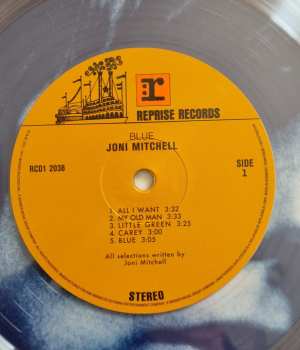 r
REPRISE RECORDS
BLUE
JONI MITCHELL
RCD1 2038
SIDE
1
1. ALL I WANT 3:32
2. MY OLD MAN 3:33
3. LITTLE GREEN 3:25
4. CAREY 3:00
5. BLUE 3:05
All selections written by
Joni Mitchell
STEREO